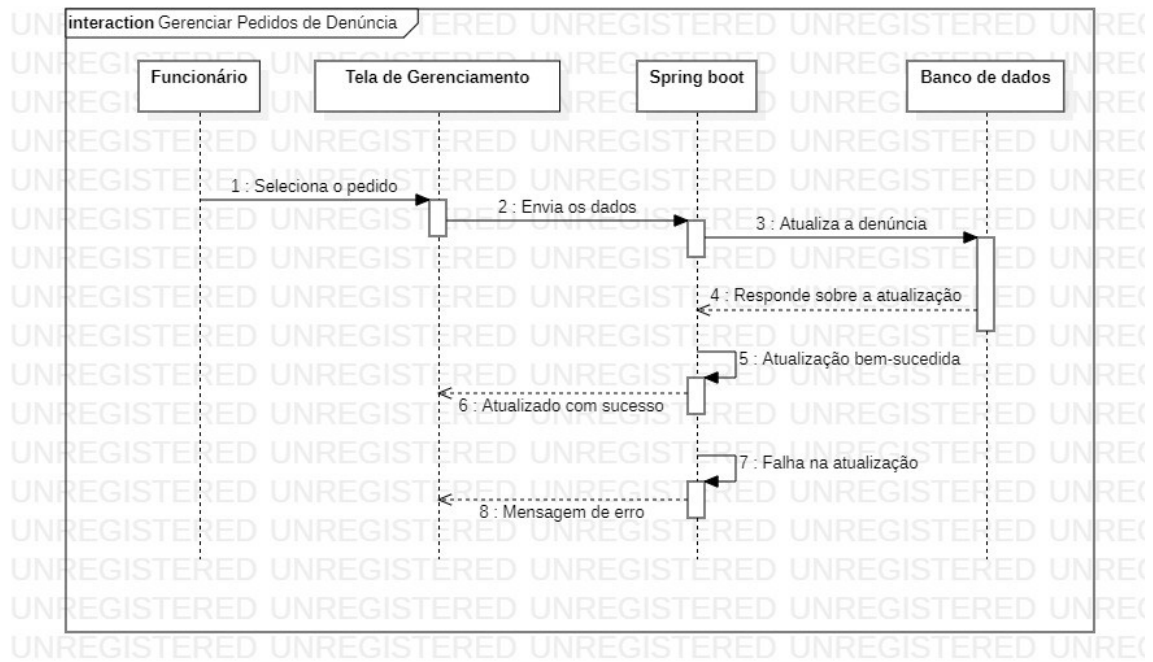 interaction Gerenciar Pedidos de Denúncia
Funcionário
Tela de Gerenciamento
Spring boot
Banco de dados
1 : Seleciona o pedido
2 : Envia os dados
3 : Atualiza a denúncia
4 : Responde sobre a atualização
5 : Atualização bem-sucedida
6 : Atualizado com sucesso
7 : Falha na atualização
8 : Mensagem de erro
UNREGISTERED UNREGISTERED UNREGISTERED UNREGISTERED